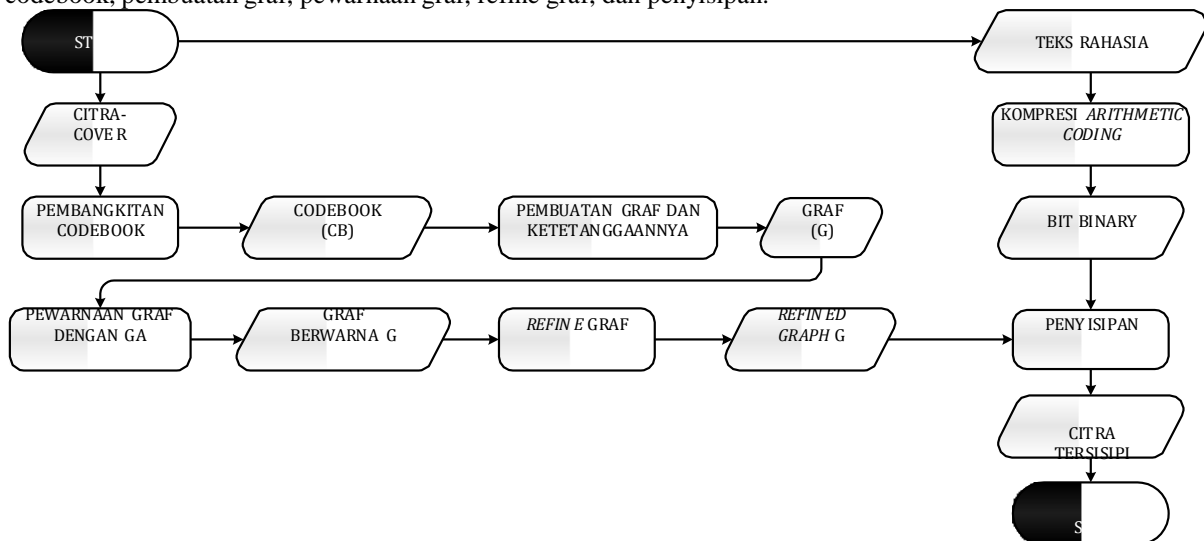 codebook, pembuatan graf, pewarnaan graf, refine graf, dan penyisipan.
ST
TEKS RAHASIA
CITRA-
COVER
KOMPRESI ARITHMETIC
CODING
PEMBANGKITAN
CODEBOOK
CODEBOOK
(CB)
PEMBUATAN GRAF DAN
KETETANGGAANNYA
GRAF
(G)
BIT BINARY
PEWARNAAN GRAF
DENGAN GA
GRAF
BERWARNA G
REFINE GRAF
REFINED
GRAPH G
PENYISIPAN
CITRA
TERSISIPI
S